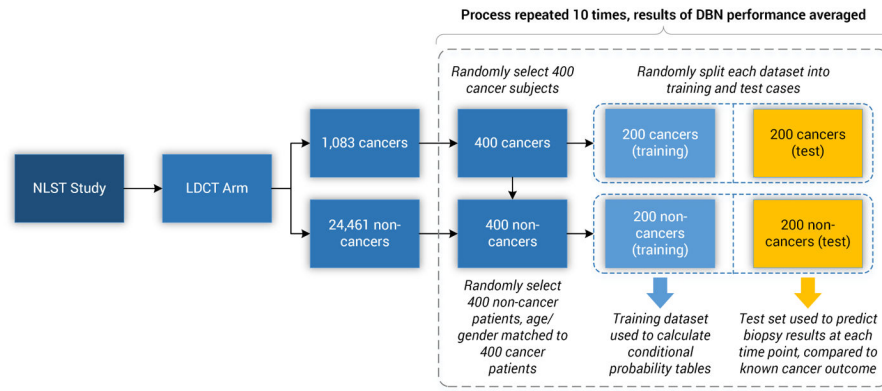 Process repeated 10 times, results of DBN performance averaged
Randomly select 400
cancer subjects
Randomly split each dataset into
training and test cases
NLST Study
LDCT Arm
1,083 cancers
400 cancers
200 cancers
(training)
200 cancers
(test)
24,461 non-
cancers
400 non-
cancers
200 non-
cancers
(training)
200 non-
cancers (test)
Randomly select
400 non-cancer
patients, age/
gender matched to
400 cancer
patients
Training dataset
used to calculate
conditional
probability tables
Test set used to predict
biopsy results at each
time point, compared to
known cancer outcome